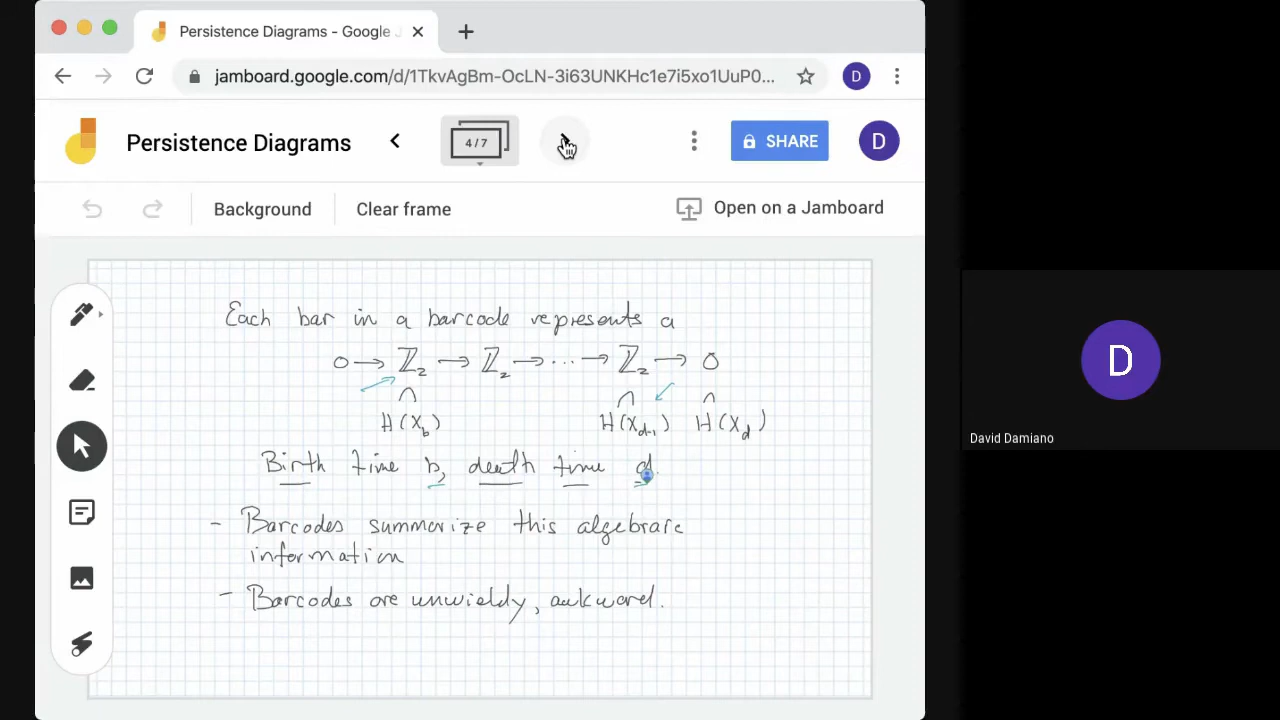 Persistence Diagrams - Google J
jamboard.google.com/d/1TkvAgBm-OcLN-3i63UNKHc1e7i5xo1UuP0...
D
Persistence Diagrams
4/7
SHARE
D
Background
Clear frame
Open on a Jamboard
Each bar in a barcode represents a
0 → ℤ₂ → ℤ₂ → ... → ℤ₂ → 0
H(X_b) H(X_{d-1}) H(X_d)
Birth time b, death time d.
- Barcodes summarize this algebraic
information
- Barcodes are unwieldy, aukward.
D
David Damiano